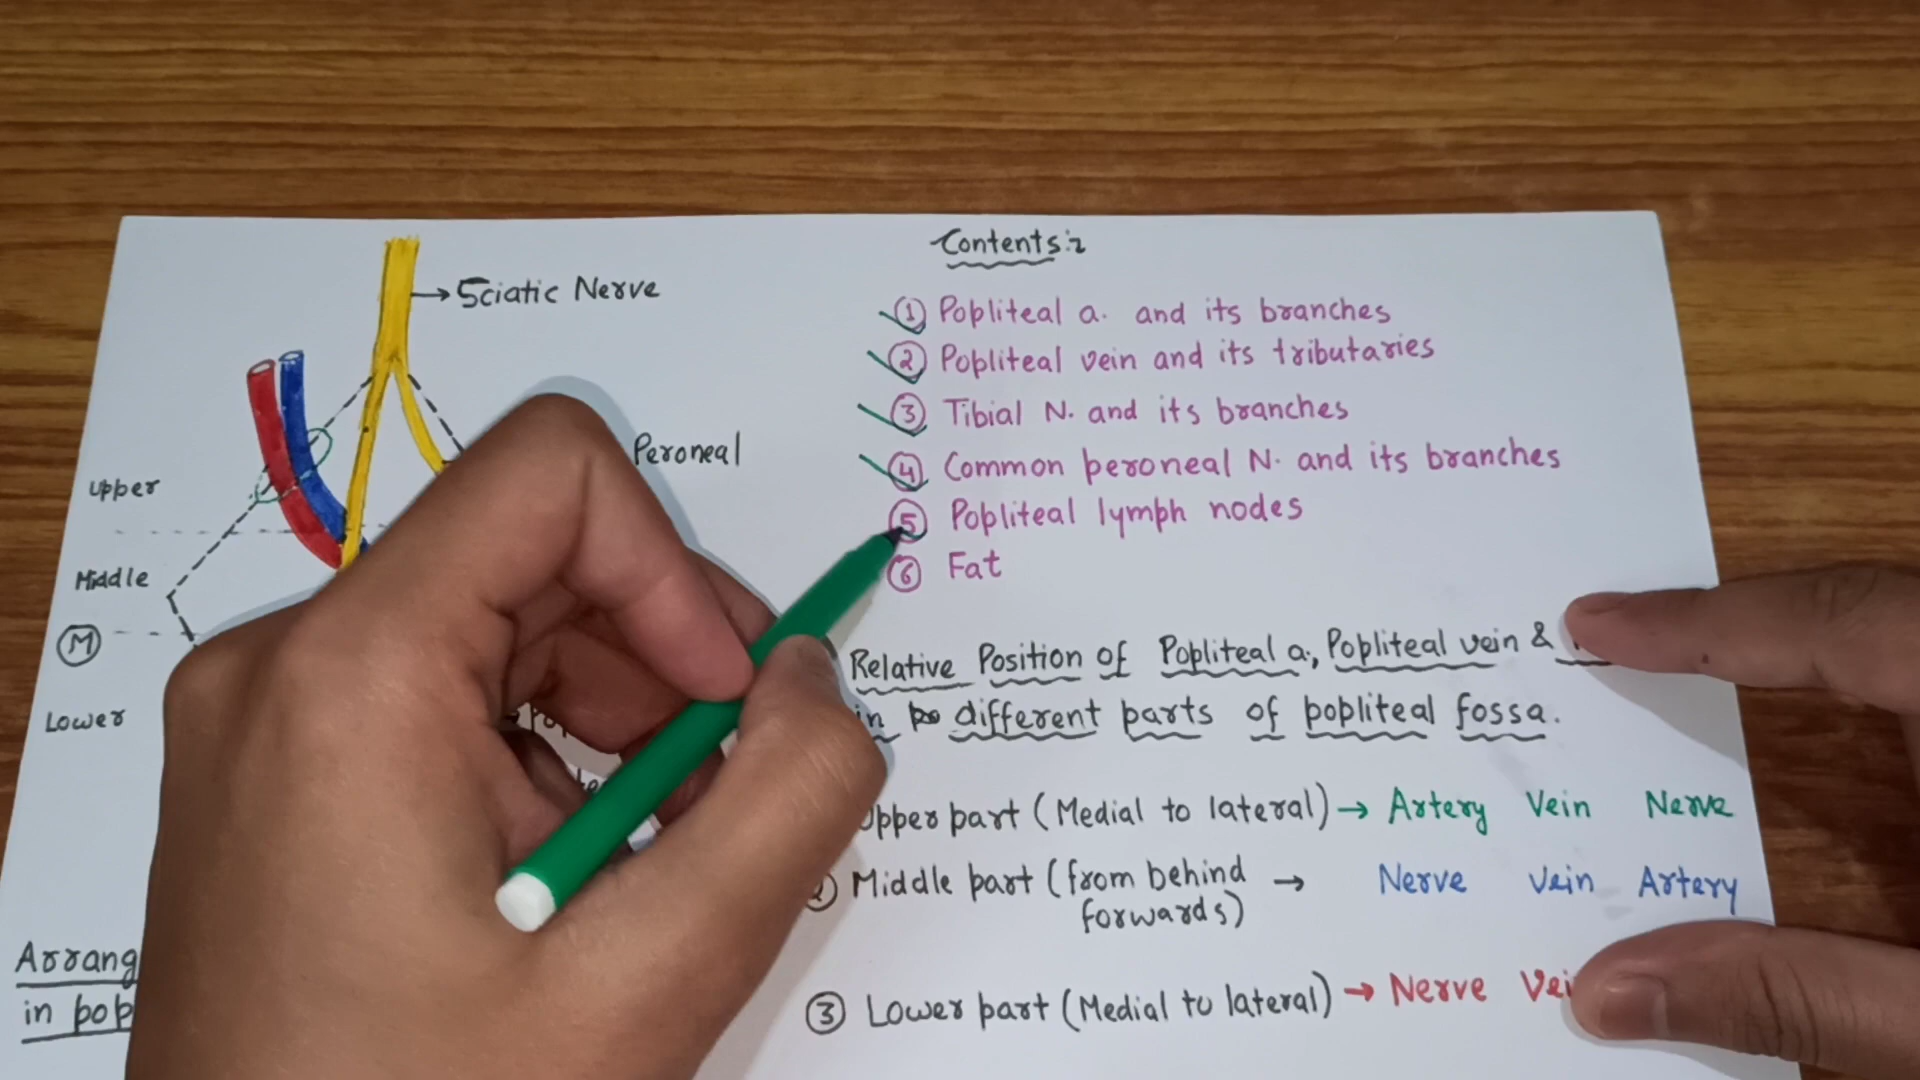 Contents:-
Sciatic Nerve
① Popliteal a. and its branches
② Popliteal vein and its tributaries
③ Tibial N. and its branches
④ Common peroneal N. and its branches
⑤ Popliteal lymph nodes
⑥ Fat
Peroneal
Upper
Middle
Ⓜ
Lower
Relative Position of Popliteal a., Popliteal vein &
in different parts of popliteal fossa.
Upper part (Medial to lateral) → Artery Vein Nerve
Middle part (from behind → Nerve Vein Artery
forwards)
③ Lower part (Medial to lateral) → Nerve
in